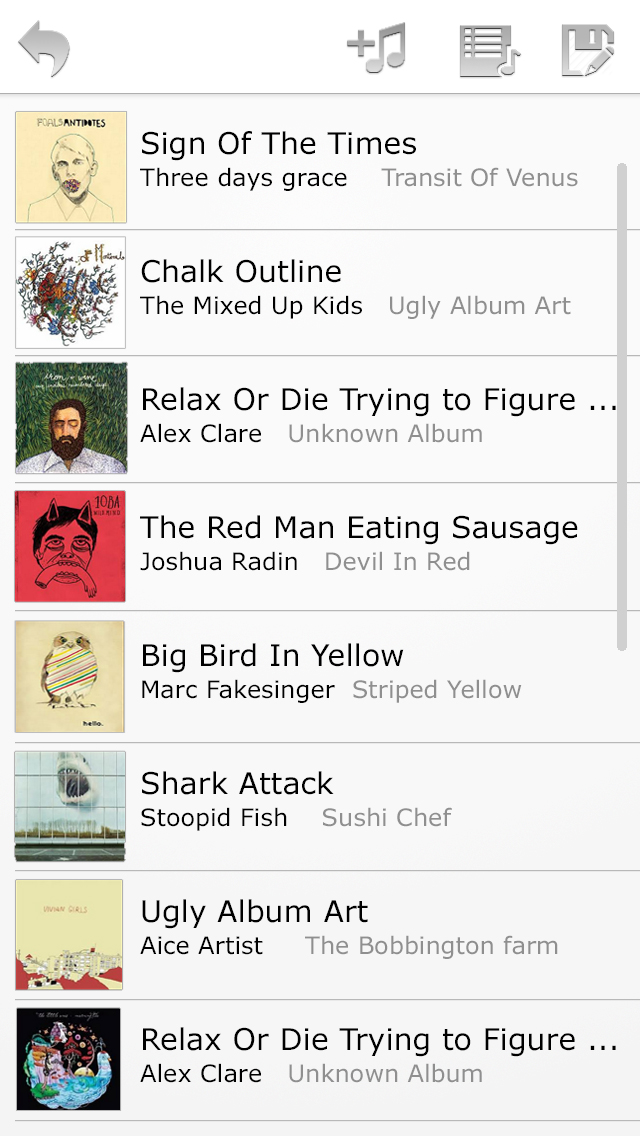 FOALS ANTIDOTES
Sign Of The Times
Three days grace Transit Of Venus
Chalk Outline
The Mixed Up Kids Ugly Album Art
Relax Or Die Trying to Figure ...
Alex Clare Unknown Album
JOBA
The Red Man Eating Sausage
Joshua Radin Devil In Red
Big Bird In Yellow
Marc Fakesinger Striped Yellow
hello.
Shark Attack
Stoopid Fish Sushi Chef
VIVIAN GIRLS
Ugly Album Art
Aice Artist The Bobbington farm
Relax Or Die Trying to Figure ...
Alex Clare Unknown Album